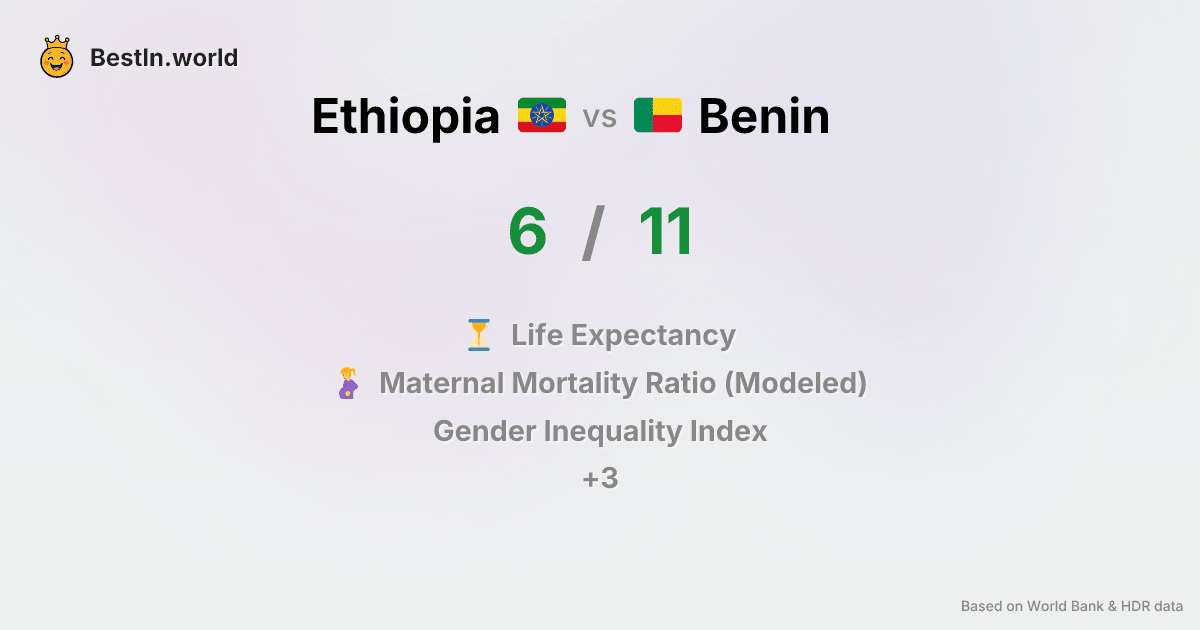 BestIn.world
Ethiopia vs Benin
6 / 11
Life Expectancy
Maternal Mortality Ratio (Modeled)
Gender Inequality Index
+3
Based on World Bank & HDR data